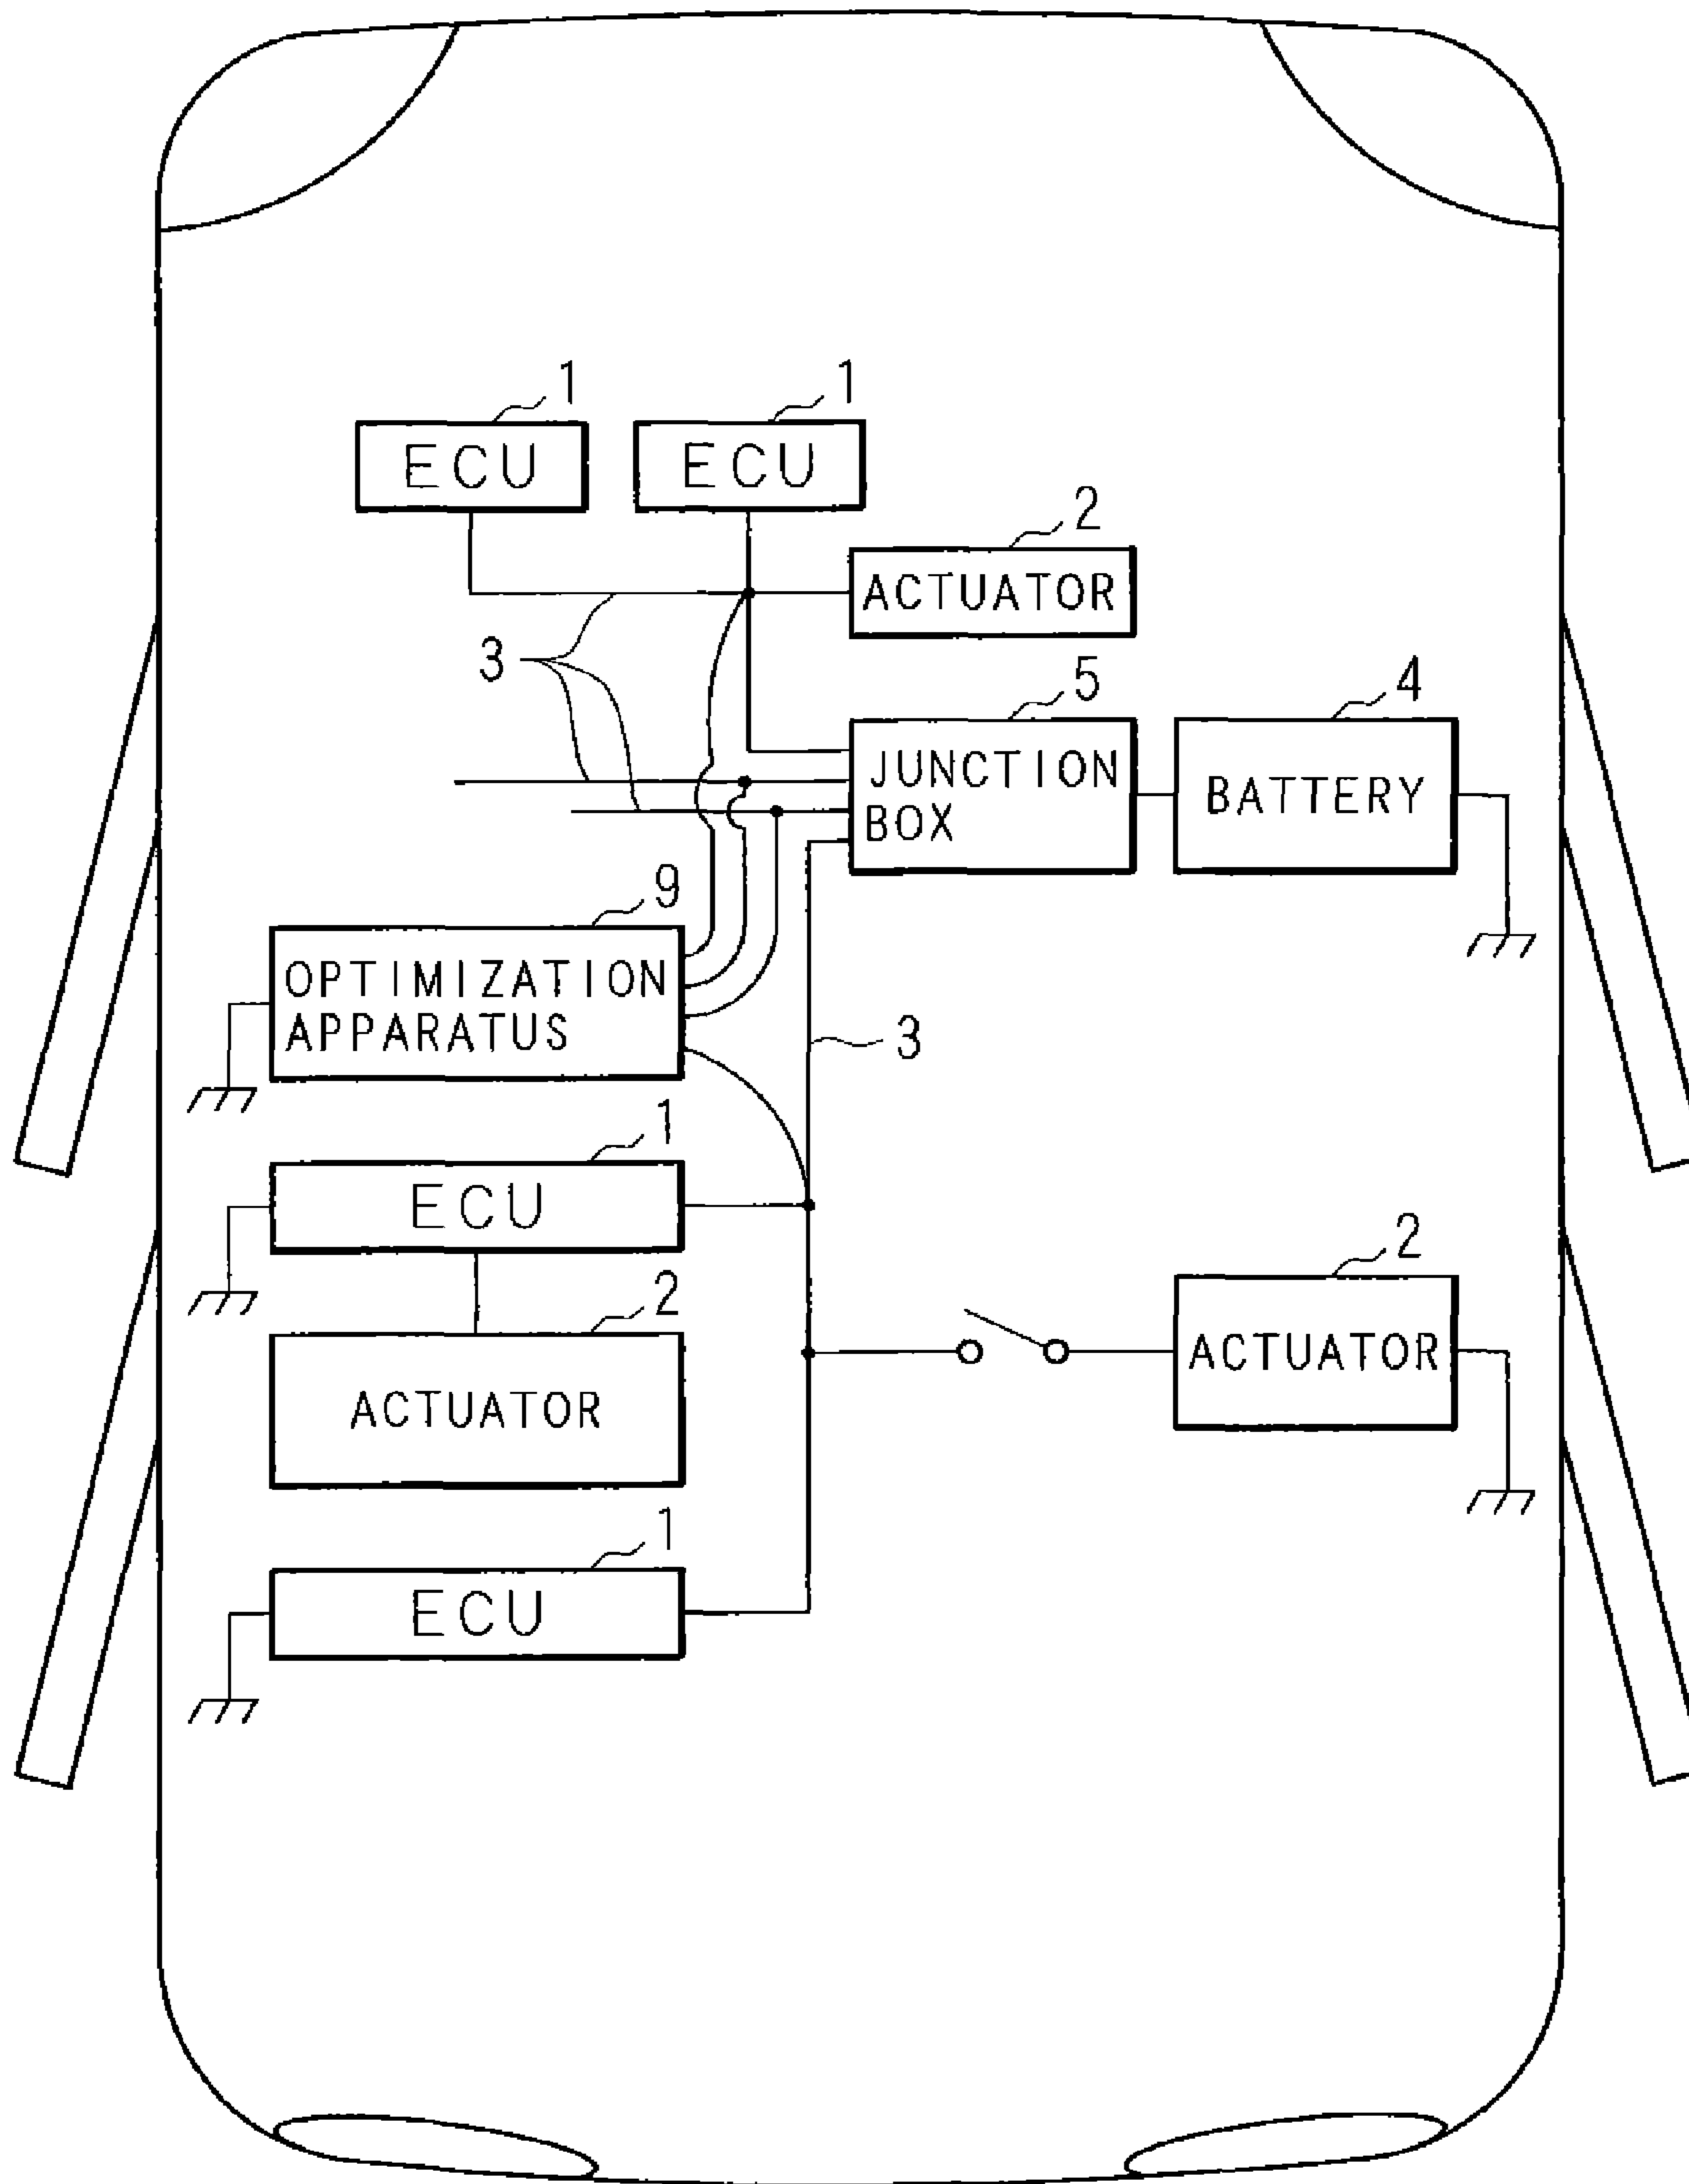 1
1
ECU
ECU
2
ACTUATOR
3
5
4
JUNCTION
BOX
BATTERY
9
OPTIMIZATION
APPARATUS
3
1
ECU
2
2
ACTUATOR
ACTUATOR
1
ECU